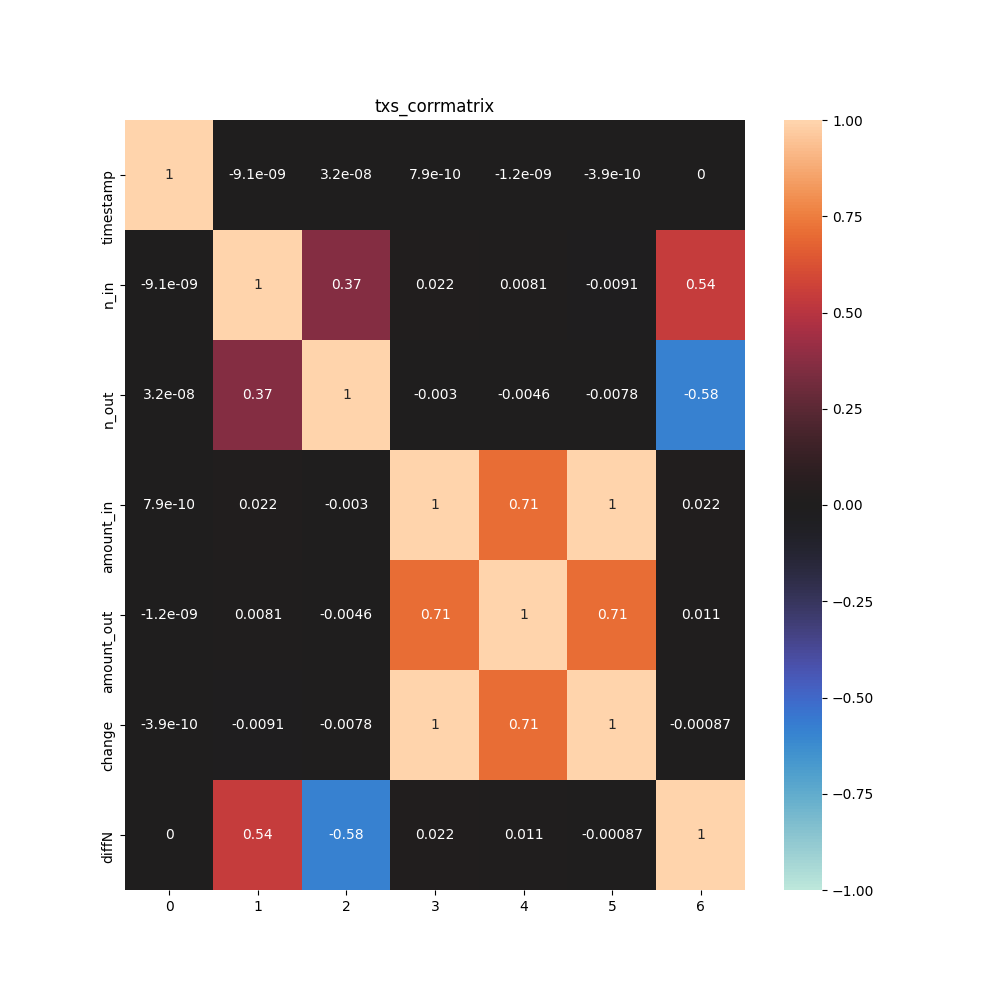 txs_corrmatrix
timestamp 1 -9.1e-09 3.2e-08 7.9e-10 -1.2e-09 -3.9e-10 0
n_in -9.1e-09 1 0.37 0.022 0.0081 -0.0091 0.54
n_out 3.2e-08 0.37 1 -0.003 -0.0046 -0.0078 -0.58
amount_in 7.9e-10 0.022 -0.003 1 0.71 1 0.022
amount_out -1.2e-09 0.0081 -0.0046 0.71 1 0.71 0.011
change -3.9e-10 -0.0091 -0.0078 1 0.71 1 -0.00087
diffN 0 0.54 -0.58 0.022 0.011 -0.00087 1
0 1 2 3 4 5 6
1.00
0.75
0.50
0.25
0.00
−0.25
−0.50
−0.75
−1.00